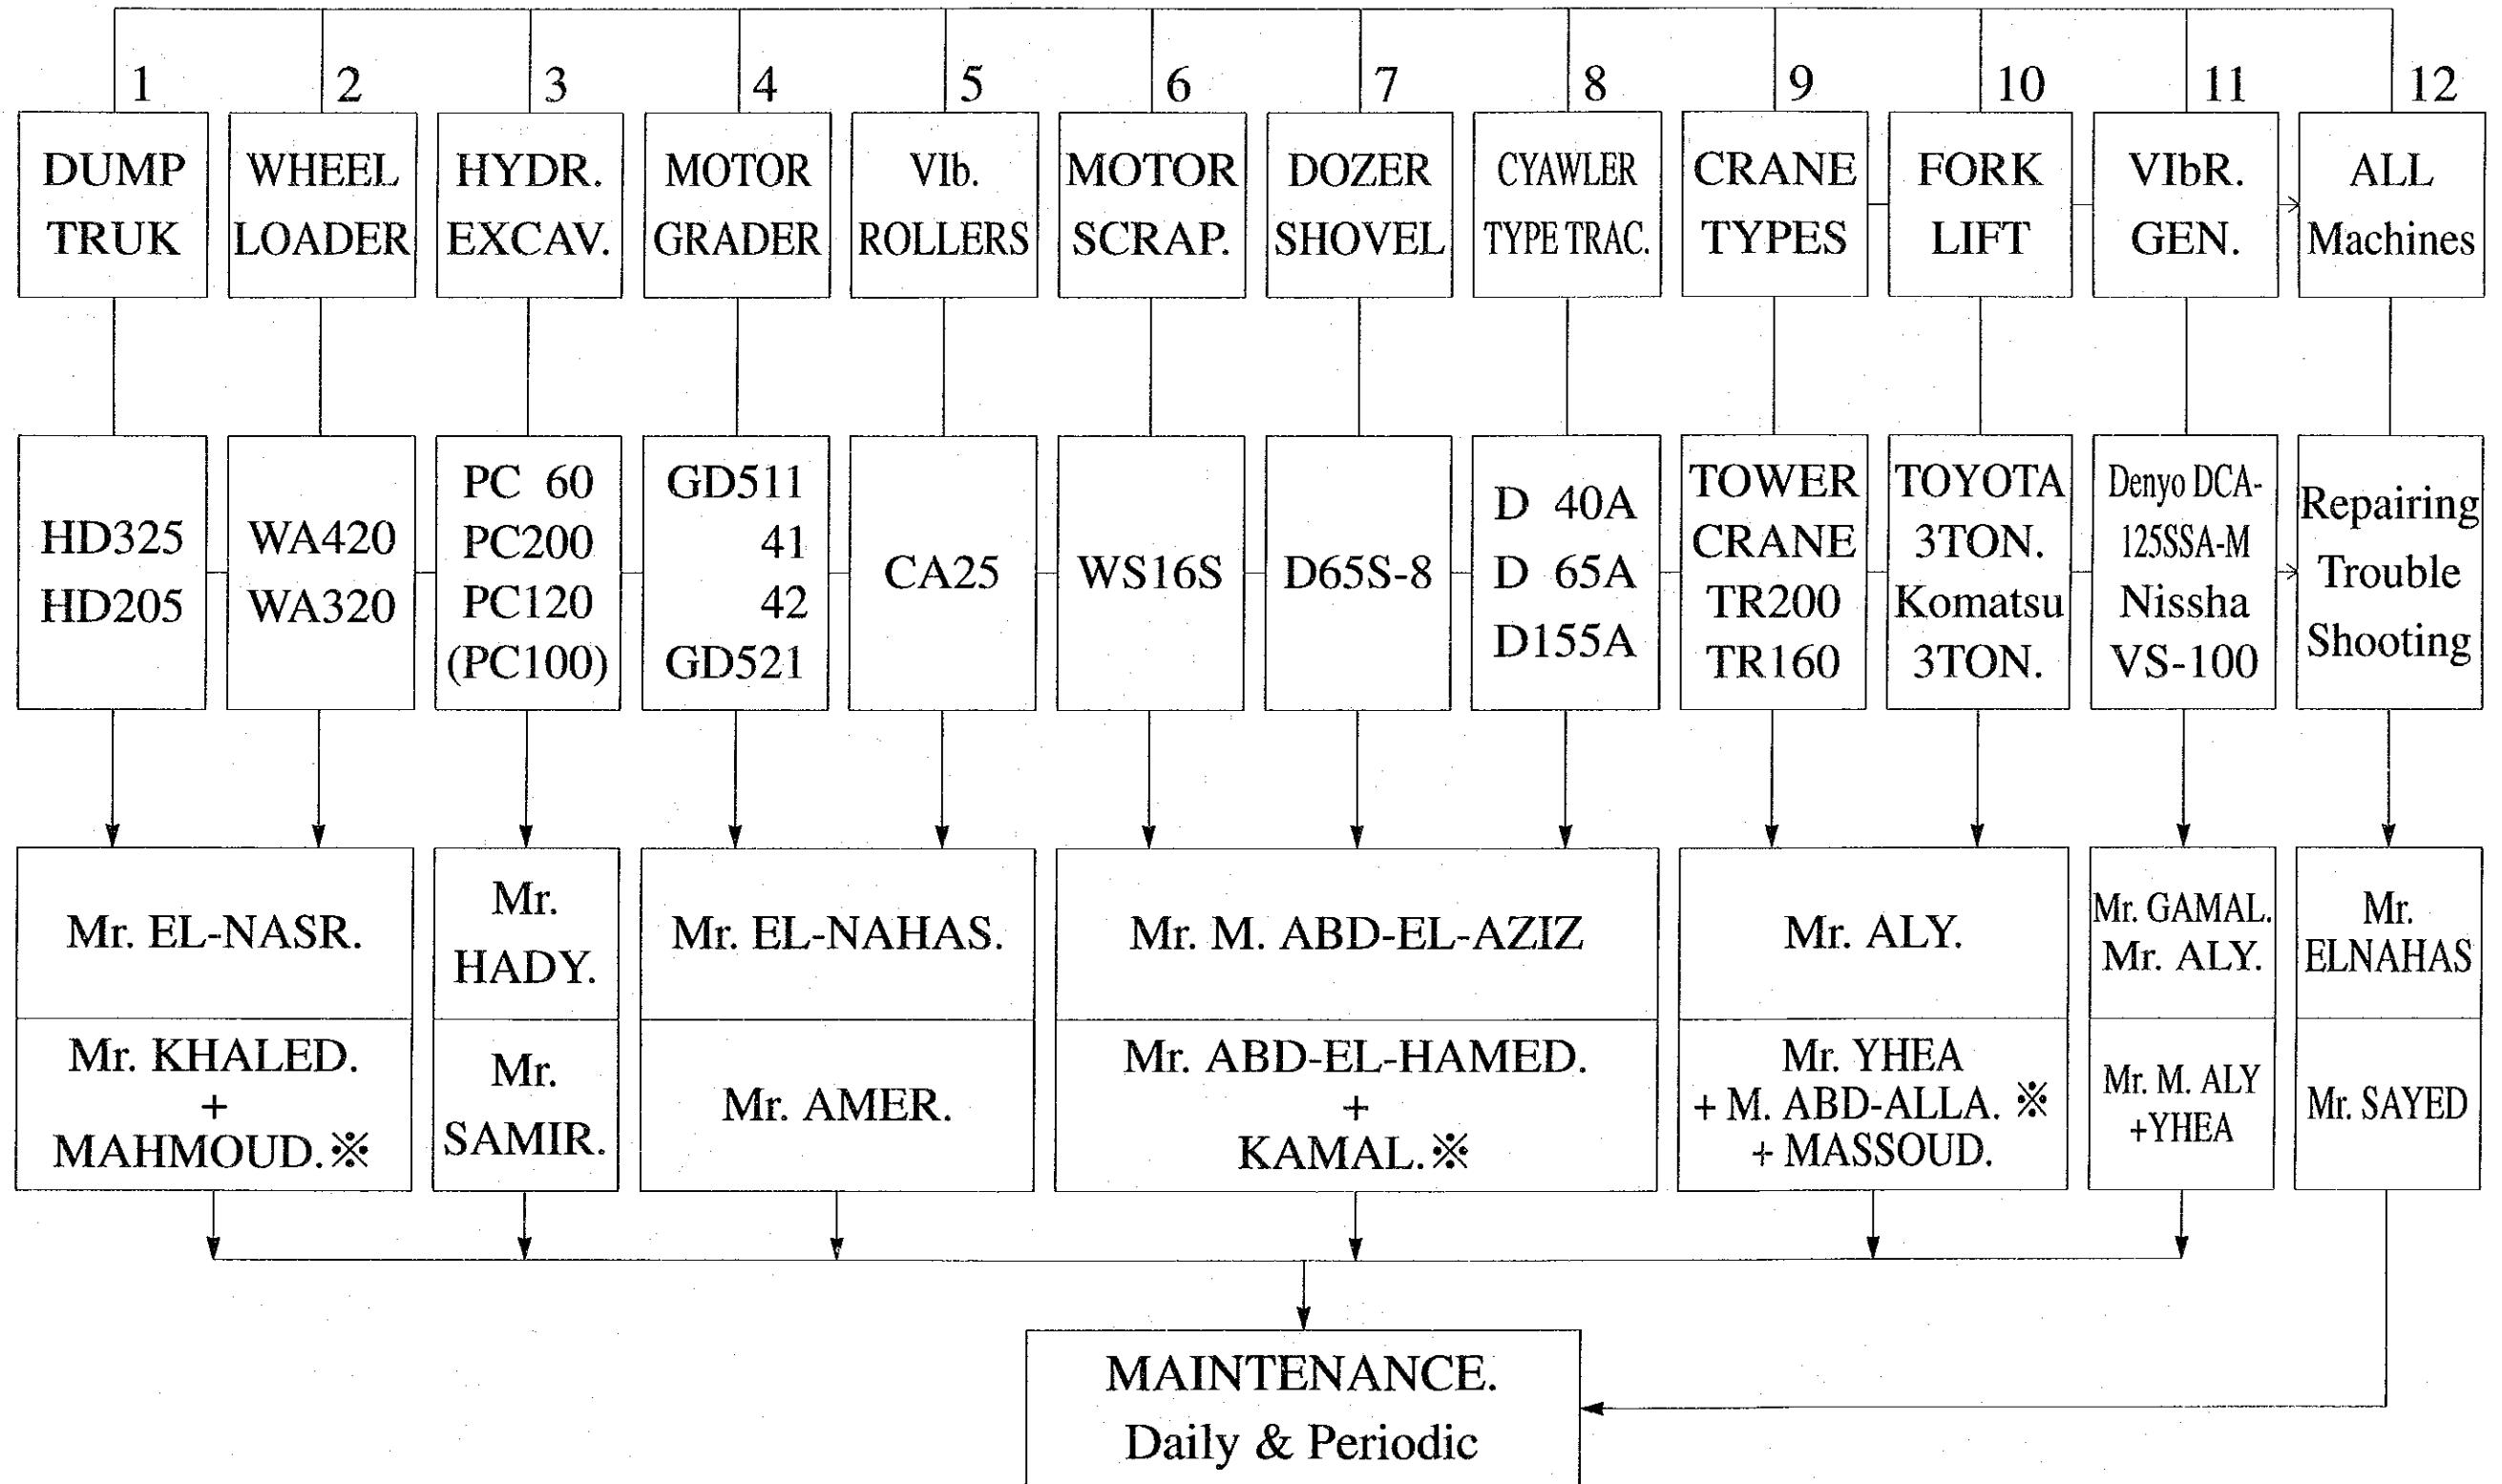 1
2
3
4
5
6
7
8
9
10
11
12
DUMP
TRUK
WHEEL
LOADER
HYDR.
EXCAV.
MOTOR
GRADER
VIb.
ROLLERS
MOTOR
SCRAP.
DOZER
SHOVEL
CYAWLER
TYPE TRAC.
CRANE
TYPES
FORK
LIFT
VIbR.
GEN.
ALL
Machines
HD325
HD205
WA420
WA320
PC 60
PC200
PC120
(PC100)
GD511
41
42
GD521
CA25
WS16S
D65S-8
D 40A
D 65A
D155A
TOWER
CRANE
TR200
TR160
TOYOTA
3TON.
Komatsu
3TON.
Denyo DCA-
125SSA-M
Nissha
VS-100
Repairing
Trouble
Shooting
Mr. EL-NASR.
Mr.
HADY.
Mr. EL-NAHAS.
Mr. M. ABD-EL-AZIZ
Mr. ALY.
Mr. GAMAL.
Mr. ALY.
Mr.
ELNAHAS
Mr. KHALED.
+
MAHMOUD.※
Mr.
SAMIR.
Mr. AMER.
Mr. ABD-EL-HAMED.
+
KAMAL.※
Mr. YHEA
+ M. ABD-ALLA. ※
+ MASSOUD.
Mr. M. ALY
+YHEA
Mr. SAYED
MAINTENANCE.
Daily & Periodic